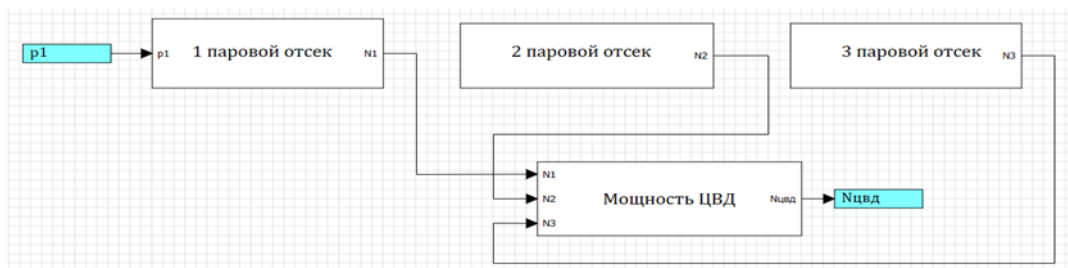 p1
p1 1 паровой отсек N1
2 паровой отсек N2
3 паровой отсек N3
N1
N2 Мощность ЦВД Nцвд
N3
Nцвд